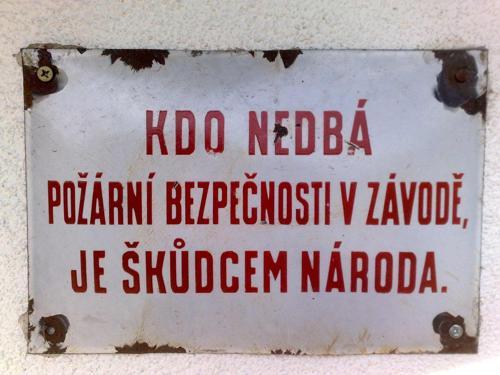 KDO NEDBÁ
POŽÁRNÍ BEZPEČNOSTI V ZÁVODĚ,
JE ŠKŮDCEM NÁRODA.